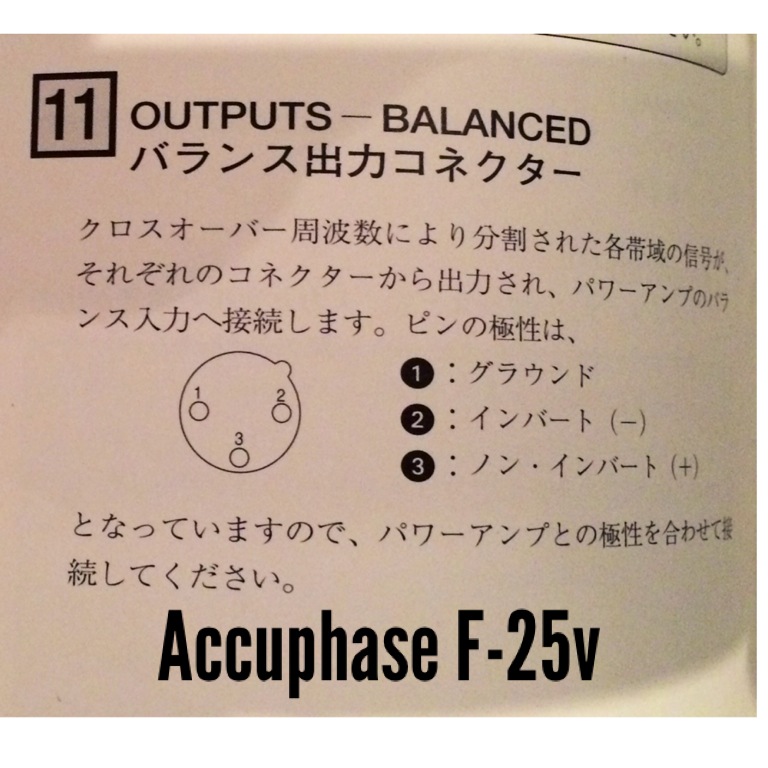 さい。
11 OUTPUTS － BALANCED
バランス出力コネクター
クロスオーバー周波数により分割された各帯域の信号が、
それぞれのコネクターから出力され、パワーアンプのバラ
ンス入力へ接続します。ピンの極性は、
1 2
3
❶：グラウンド
❷：インバート (－)
❸：ノン・インバート (＋)
となっていますので、パワーアンプとの極性を合わせて接
続してください。
Accuphase F-25v